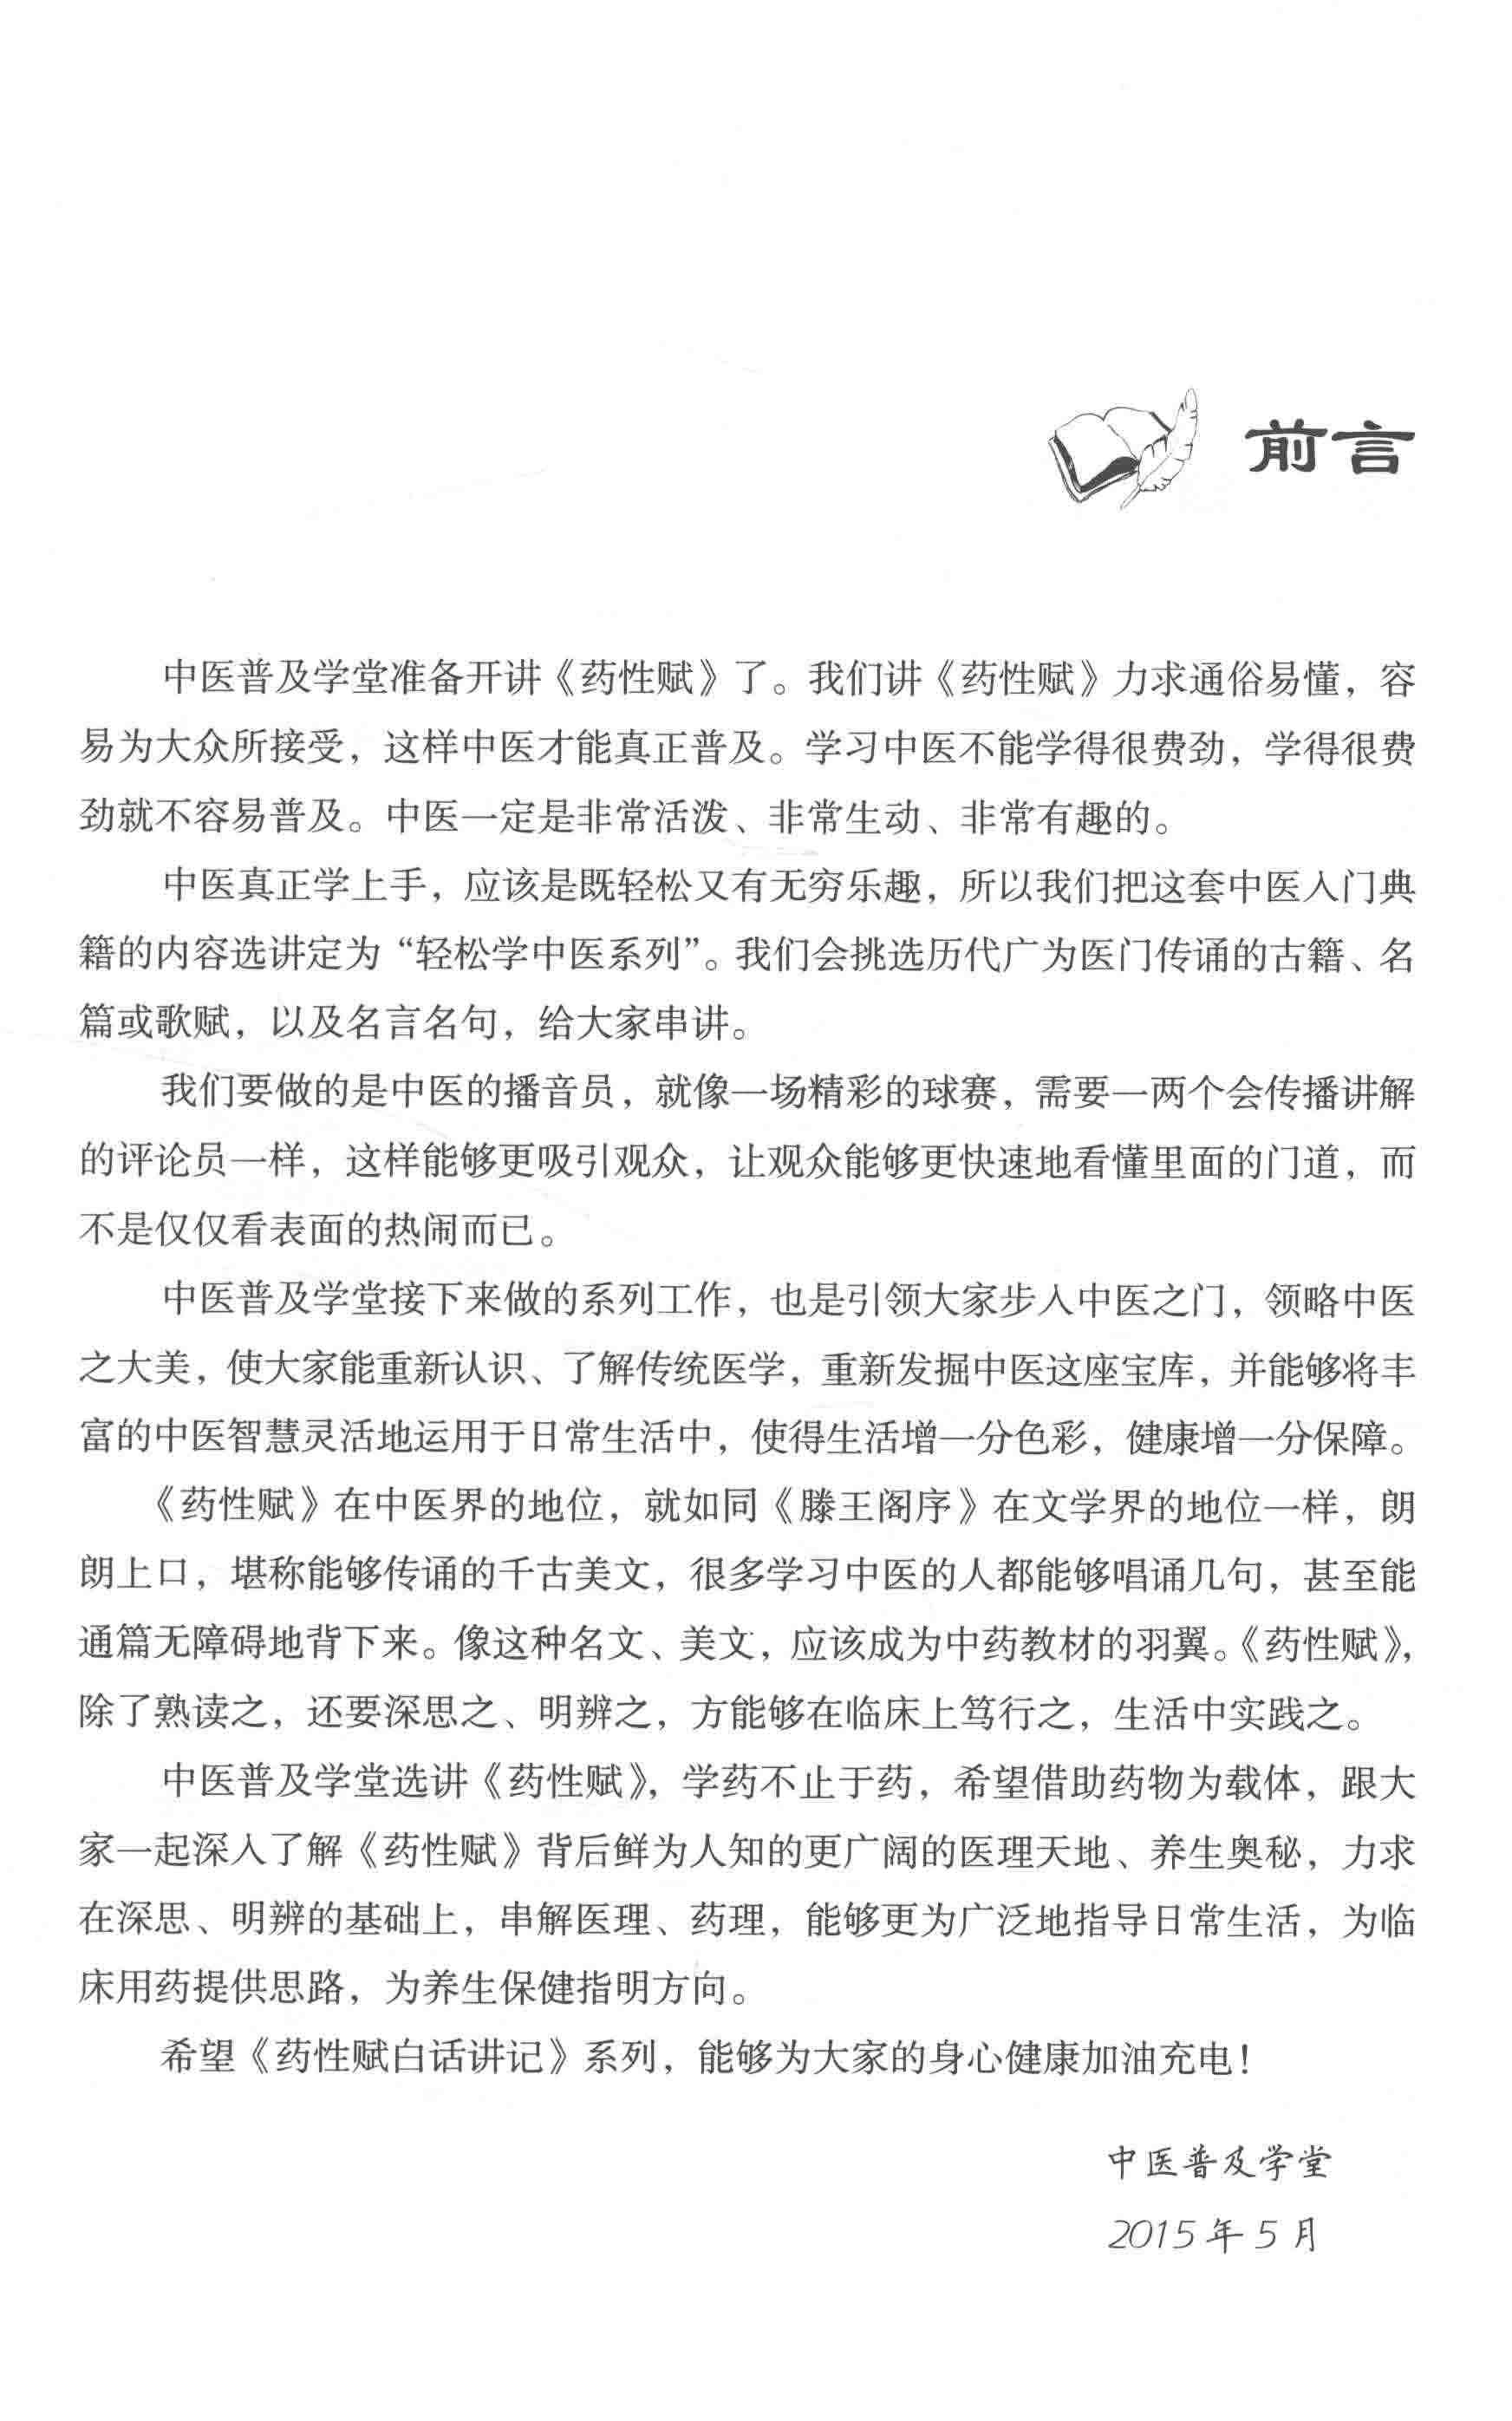 前言
中医普及学堂准备开讲《药性赋》了。我们讲《药性赋》力求通俗易懂，容
易为大众所接受，这样中医才能真正普及。学习中医不能学得很费劲，学得很费
劲就不容易普及。中医一定是非常活泼、非常生动、非常有趣的。
中医真正学上手，应该是既轻松又有无穷乐趣，所以我们把这套中医入门典
籍的内容选讲定为“轻松学中医系列”。我们会挑选历代广为医门传诵的古籍、名
篇或歌赋，以及名言名句，给大家串讲。
我们要做的是中医的播音员，就像一场精彩的球赛，需要一两个会传播讲解
的评论员一样，这样能够更吸引观众，让观众能够更快速地看懂里面的门道，而
不是仅仅看表面的热闹而已。
中医普及学堂接下来做的系列工作，也是引领大家步入中医之门，领略中医
之大美，使大家能重新认识、了解传统医学，重新发掘中医这座宝库，并能够将丰
富的中医智慧灵活地运用于日常生活中，使得生活增一分色彩，健康增一分保障。
《药性赋》在中医界的地位，就如同《滕王阁序》在文学界的地位一样，朗
朗上口，堪称能够传诵的千古美文，很多学习中医的人都能够唱诵几句，甚至能
通篇无障碍地背下来。像这种名文、美文，应该成为中药教材的羽翼。《药性赋》，
除了熟读之，还要深思之、明辨之，方能够在临床上笃行之，生活中实践之。
中医普及学堂选讲《药性赋》，学药不止于药，希望借助药物为载体，跟大
家一起深入了解《药性赋》背后鲜为人知的更广阔的医理天地、养生奥秘，力求
在深思、明辨的基础上，串解医理、药理，能够更为广泛地指导日常生活，为临
床用药提供思路，为养生保健指明方向。
希望《药性赋白话讲记》系列，能够为大家的身心健康加油充电！
中医普及学堂
2015年5月